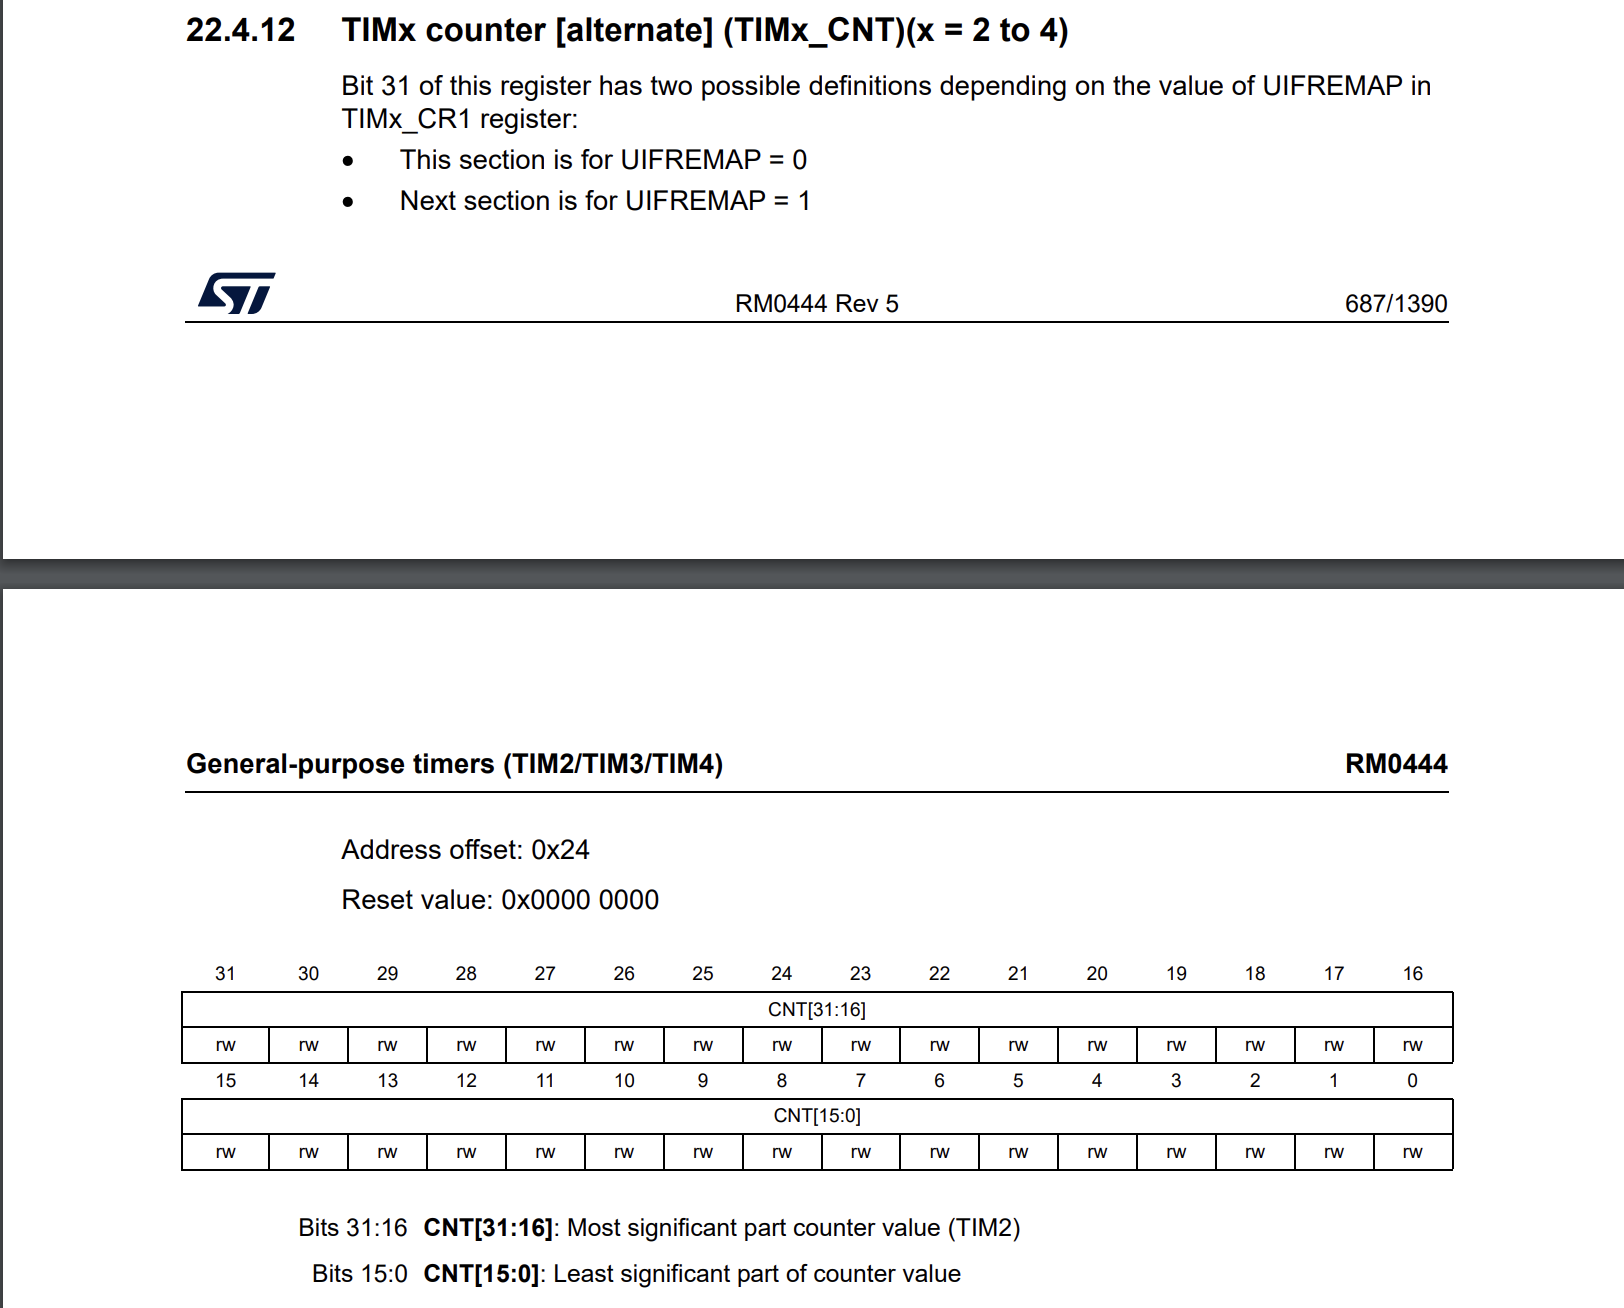 22.4.12 TIMx counter [alternate] (TIMx_CNT)(x = 2 to 4)
Bit 31 of this register has two possible definitions depending on the value of UIFREMAP in
TIMx_CR1 register:
• This section is for UIFREMAP = 0
• Next section is for UIFREMAP = 1
ST RM0444 Rev 5 687/1390
General-purpose timers (TIM2/TIM3/TIM4) RM0444
Address offset: 0x24
Reset value: 0x0000 0000
31 30 29 28 27 26 25 24 23 22 21 20 19 18 17 16
CNT[31:16]
rw rw rw rw rw rw rw rw rw rw rw rw rw rw rw rw
15 14 13 12 11 10 9 8 7 6 5 4 3 2 1 0
CNT[15:0]
rw rw rw rw rw rw rw rw rw rw rw rw rw rw rw rw
Bits 31:16 CNT[31:16]: Most significant part counter value (TIM2)
Bits 15:0 CNT[15:0]: Least significant part of counter value